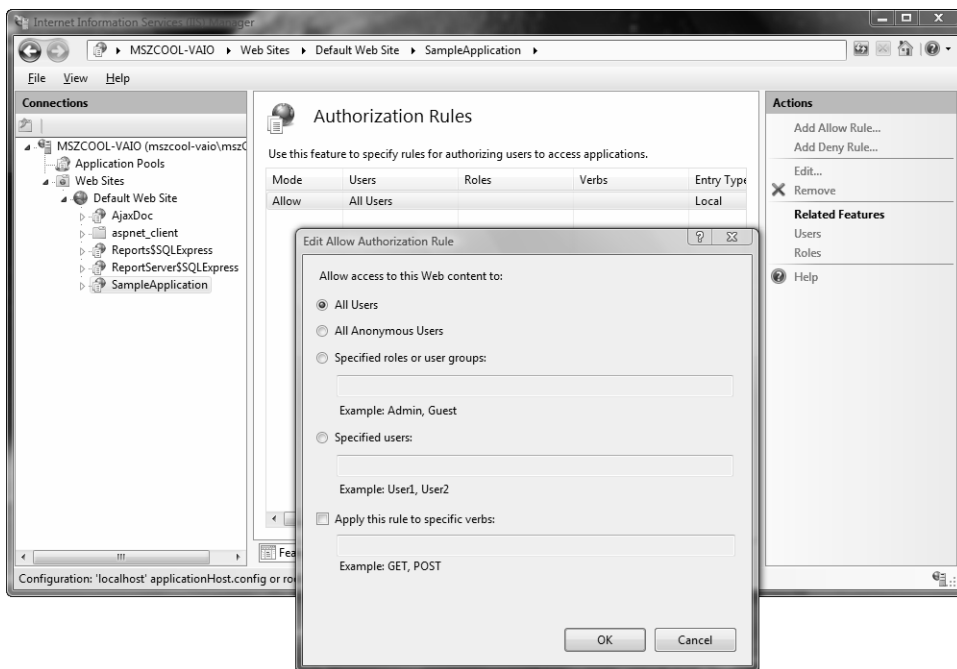 Internet Information Services (IIS) Manager
MSZCOOL-VAIO Web Sites Default Web Site SampleApplication
File View Help
Connections
MSZCOOL-VAIO (mszcool-vaio\msz
Application Pools
Web Sites
Default Web Site
AjaxDoc
aspnet_client
Reports$SQLExpress
ReportServer$SQLExpress
SampleApplication
Authorization Rules
Use this feature to specify rules for authorizing users to access applications.
Mode Users Roles Verbs Entry Type
Allow All Users Local
Edit Allow Authorization Rule
Allow access to this Web content to:
All Users
All Anonymous Users
Specified roles or user groups:
Example: Admin, Guest
Specified users:
Example: User1, User2
Apply this rule to specific verbs:
Example: GET, POST
OK Cancel
Fea
Configuration: 'localhost' applicationHost.config or ro
Actions
Add Allow Rule...
Add Deny Rule...
Edit...
Remove
Related Features
Users
Roles
Help